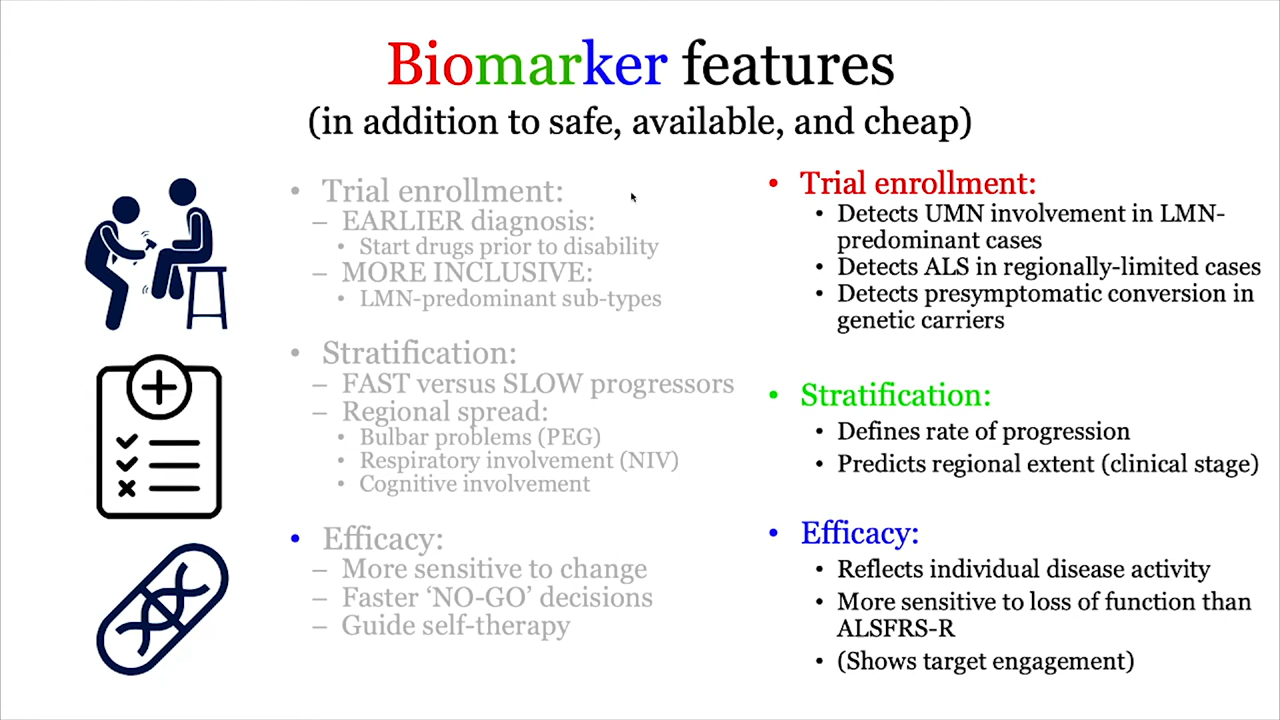 Biomarker features
(in addition to safe, available, and cheap)
• Trial enrollment:
– EARLIER diagnosis:
• Start drugs prior to disability
– MORE INCLUSIVE:
• LMN-predominant sub-types
• Stratification:
– FAST versus SLOW progressors
– Regional spread:
• Bulbar problems (PEG)
• Respiratory involvement (NIV)
• Cognitive involvement
• Efficacy:
– More sensitive to change
– Faster ‘NO-GO’ decisions
– Guide self-therapy
• Trial enrollment:
• Detects UMN involvement in LMN-
predominant cases
• Detects ALS in regionally-limited cases
• Detects presymptomatic conversion in
genetic carriers
• Stratification:
• Defines rate of progression
• Predicts regional extent (clinical stage)
• Efficacy:
• Reflects individual disease activity
• More sensitive to loss of function than
ALSFRS-R
• (Shows target engagement)